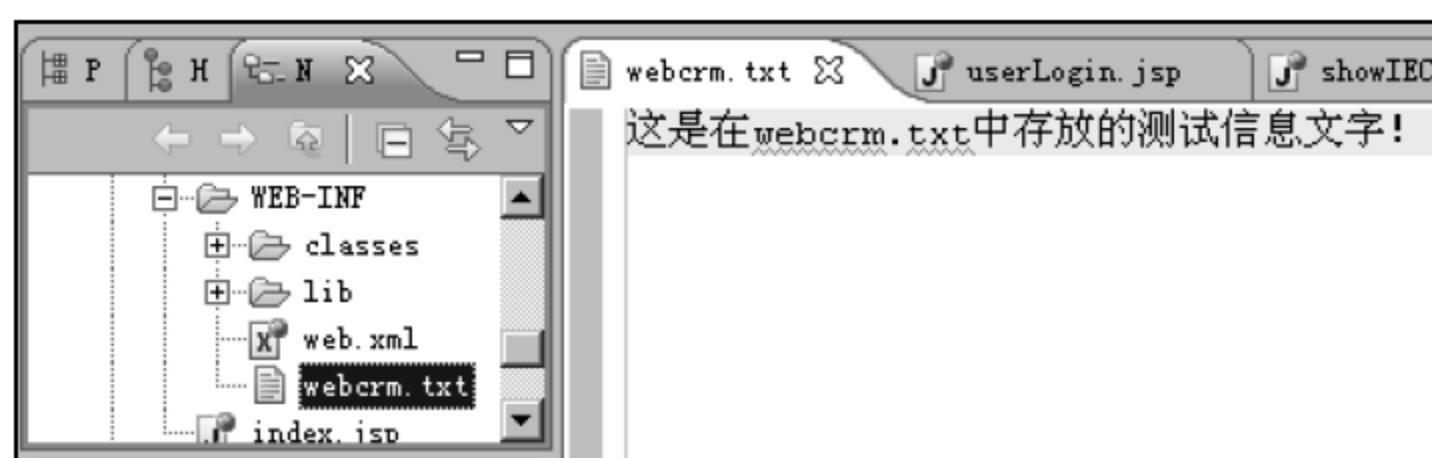 P H N
webcrm.txt userLogin.jsp showIEC
这是在webcrm.txt中存放的测试信息文字!
WEB-INF
classes
lib
web.xml
webcrm.txt
index.jsp